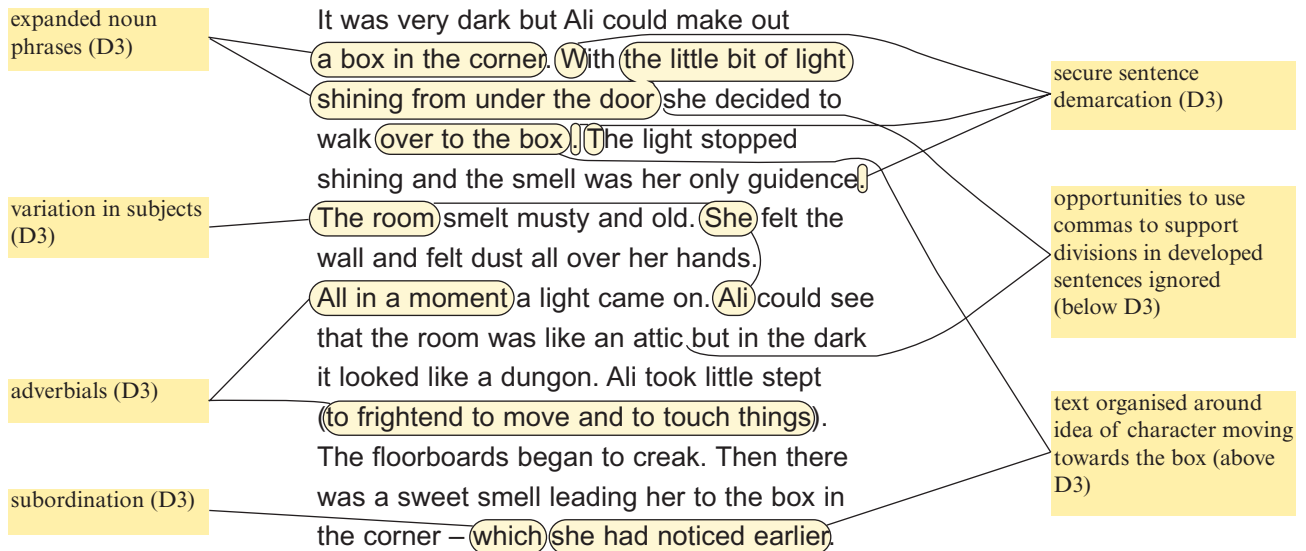 expanded noun
phrases (D3)
variation in subjects
(D3)
adverbials (D3)
subordination (D3)
It was very dark but Ali could make out
a box in the corner. With the little bit of light
shining from under the door she decided to
walk over to the box . The light stopped
shining and the smell was her only guidence.
The room smelt musty and old. She felt the
wall and felt dust all over her hands.
All in a moment a light came on. Ali could see
that the room was like an attic but in the dark
it looked like a dungon. Ali took little stept
(to frightend to move and to touch things).
The floorboards began to creak. Then there
was a sweet smell leading her to the box in
the corner – which she had noticed earlier.
secure sentence
demarcation (D3)
opportunities to use
commas to support
divisions in developed
sentences ignored
(below D3)
text organised around
idea of character moving
towards the box (above
D3)